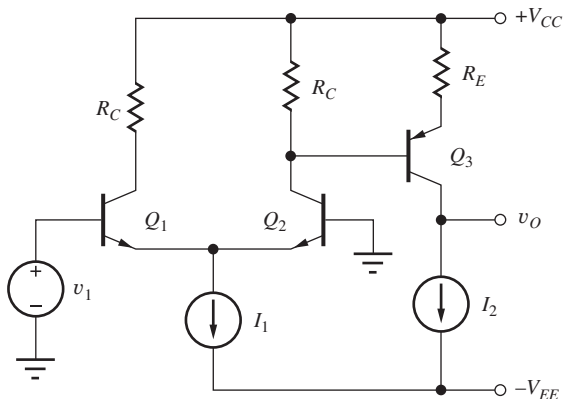 +V_CC
R_C
R_C
R_E
Q_3
Q_1
Q_2
v_O
+
v_1
−
I_1
I_2
−V_EE